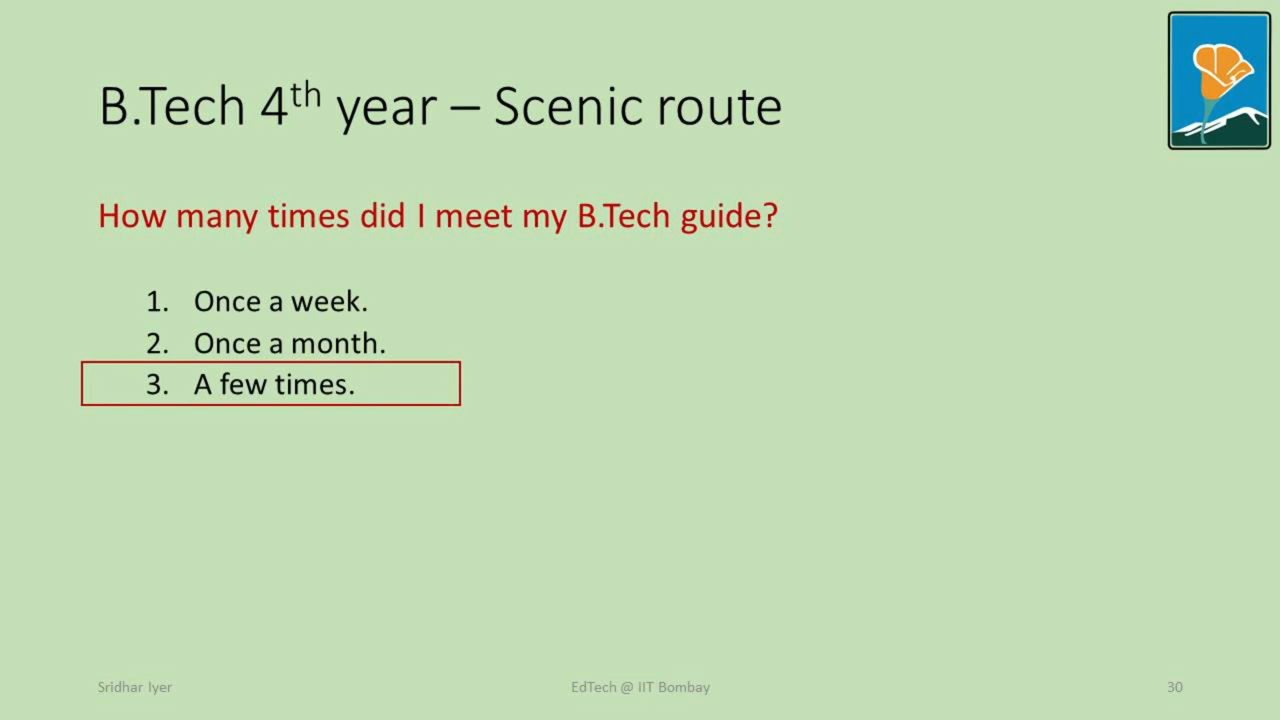 B.Tech 4th year – Scenic route
How many times did I meet my B.Tech guide?
1. Once a week.
2. Once a month.
3. A few times.
Sridhar Iyer
EdTech @ IIT Bombay
30